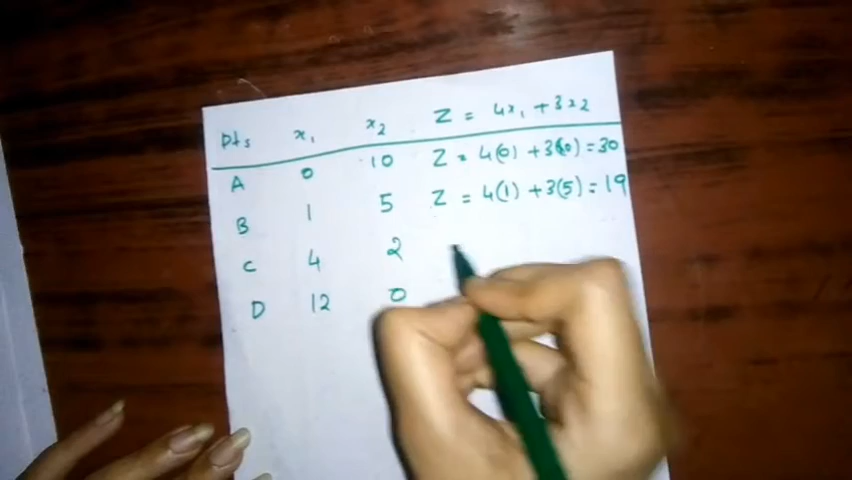 Pts x₁ x₂ Z = 4x₁ + 3x2
A 0 10 Z = 4(0) + 3(10) = 30
B 1 5 Z = 4(1) + 3(5) = 19
C 4 2
D 12 0